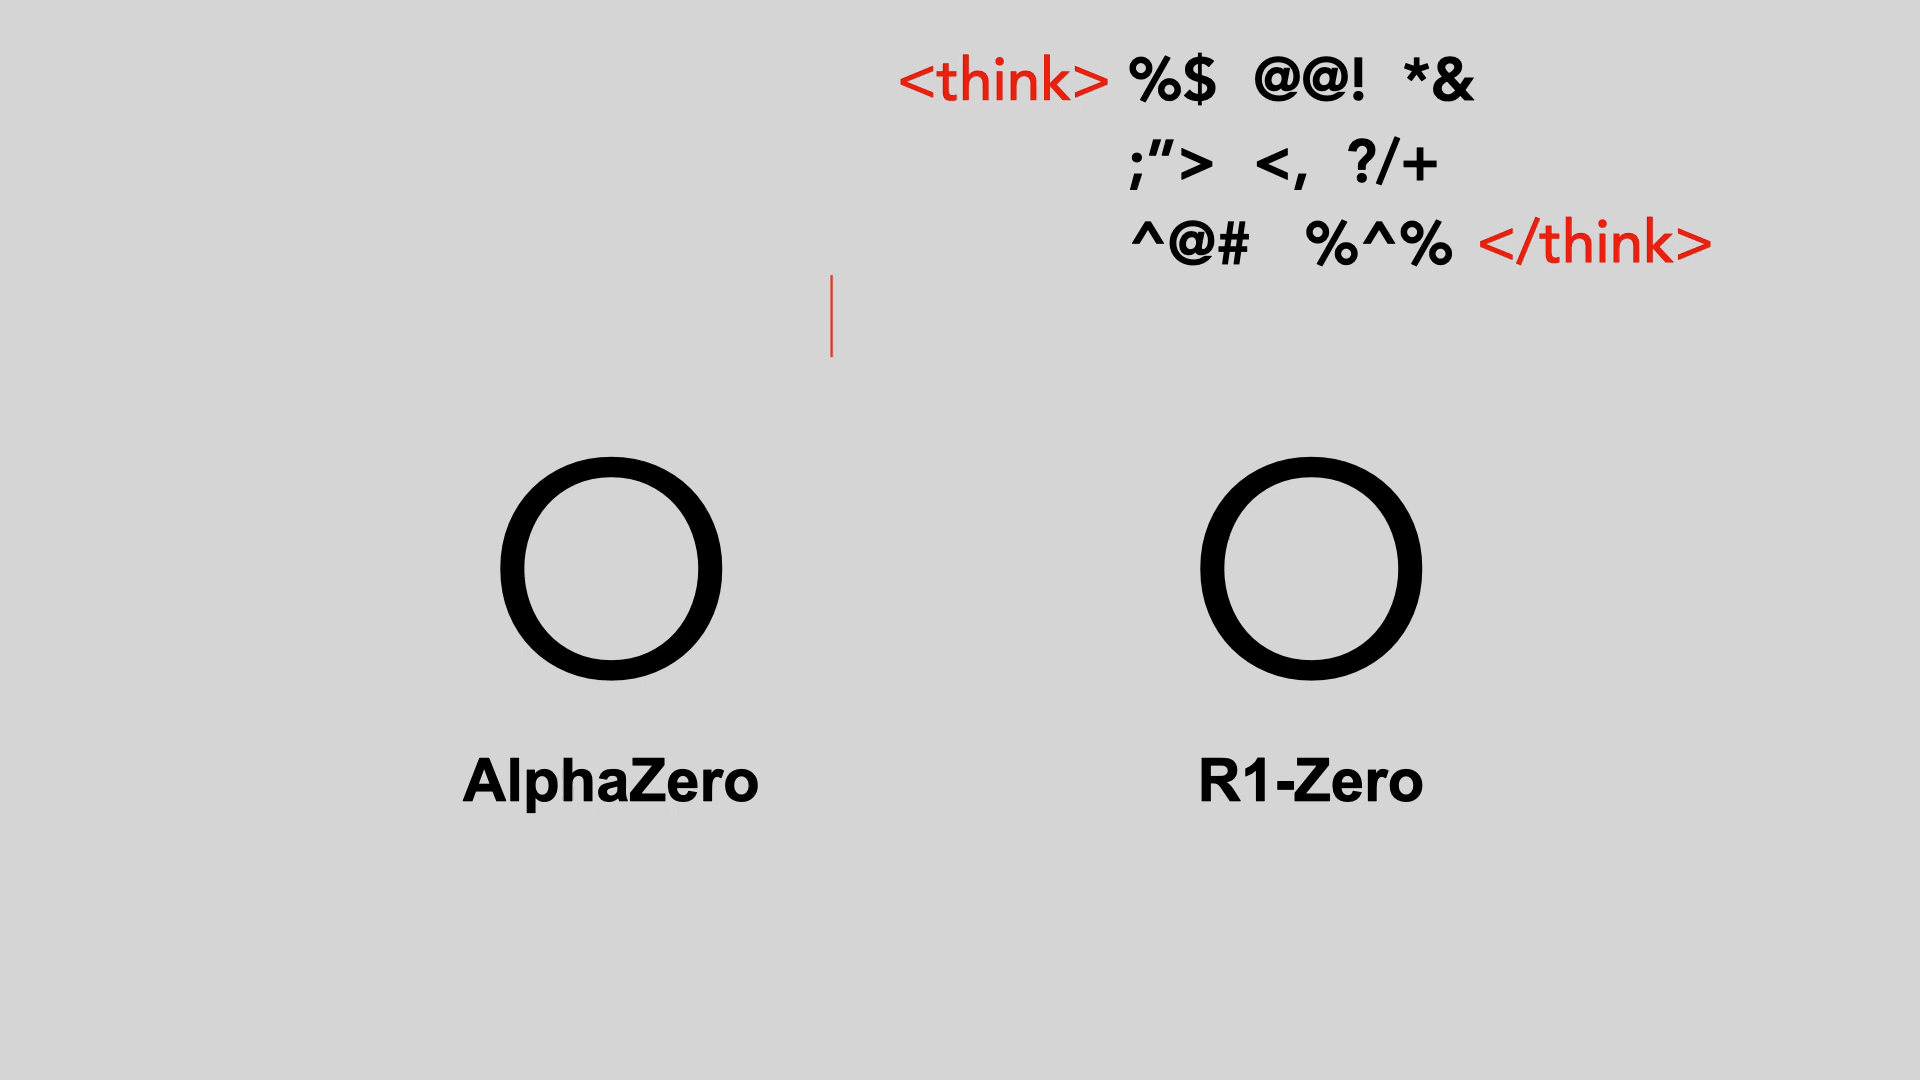 <think> %$ @@! *&
;"> <, ?/+
^@# %^% </think>
AlphaZero
R1-Zero